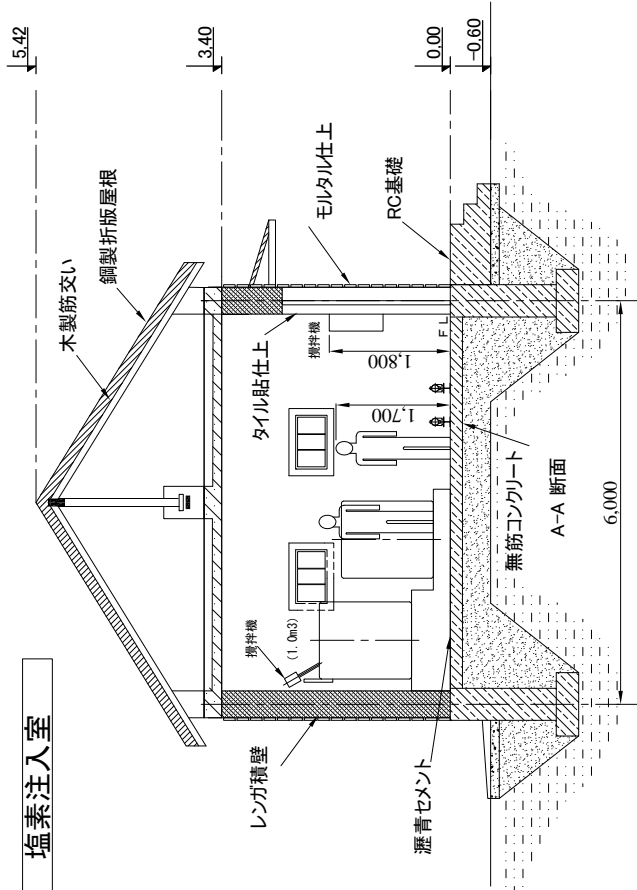 塩素注入室
5,42
3,40
0,00
-0,60
木製筋交い
鋼製折版屋根
モルタル仕上
RC基礎
タイル貼仕上
攪拌機
FL
1,800
1,700
攪拌機
(1.0m3)
レンガ積壁
瀝青セメント
無筋コンクリート
A-A 断面
6,000